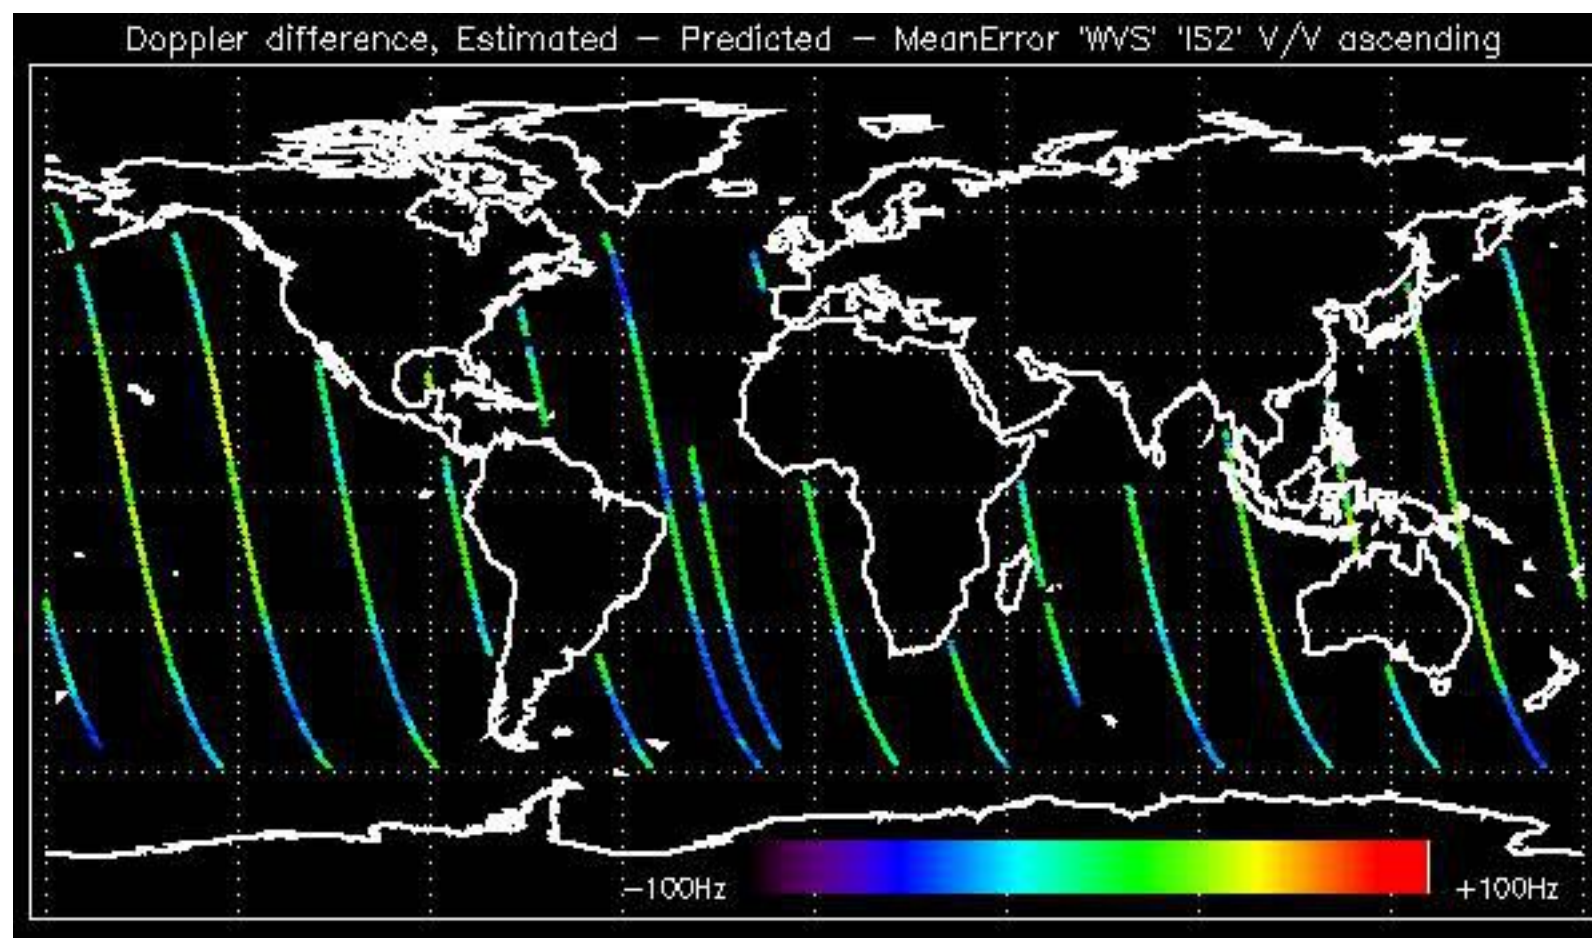 Doppler difference, Estimated – Predicted – MeanError 'WVS' 'IS2' V/V ascending
–100Hz
+100Hz